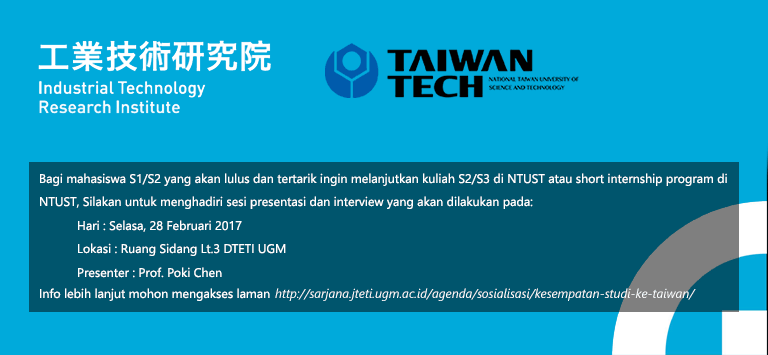 工業技術研究院
Industrial Technology
Research Institute
TAIWAN
TECH
NATIONAL TAIWAN UNIVERSITY OF
SCIENCE AND TECHNOLOGY
Bagi mahasiswa S1/S2 yang akan lulus dan tertarik ingin melanjutkan kuliah S2/S3 di NTUST atau short internship program di
NTUST, Silakan untuk menghadiri sesi presentasi dan interview yang akan dilakukan pada:
Hari : Selasa, 28 Februari 2017
Lokasi : Ruang Sidang Lt.3 DTETI UGM
Presenter : Prof. Poki Chen
Info lebih lanjut mohon mengakses laman http://sarjana.jteti.ugm.ac.id/agenda/sosialisasi/kesempatan-studi-ke-taiwan/